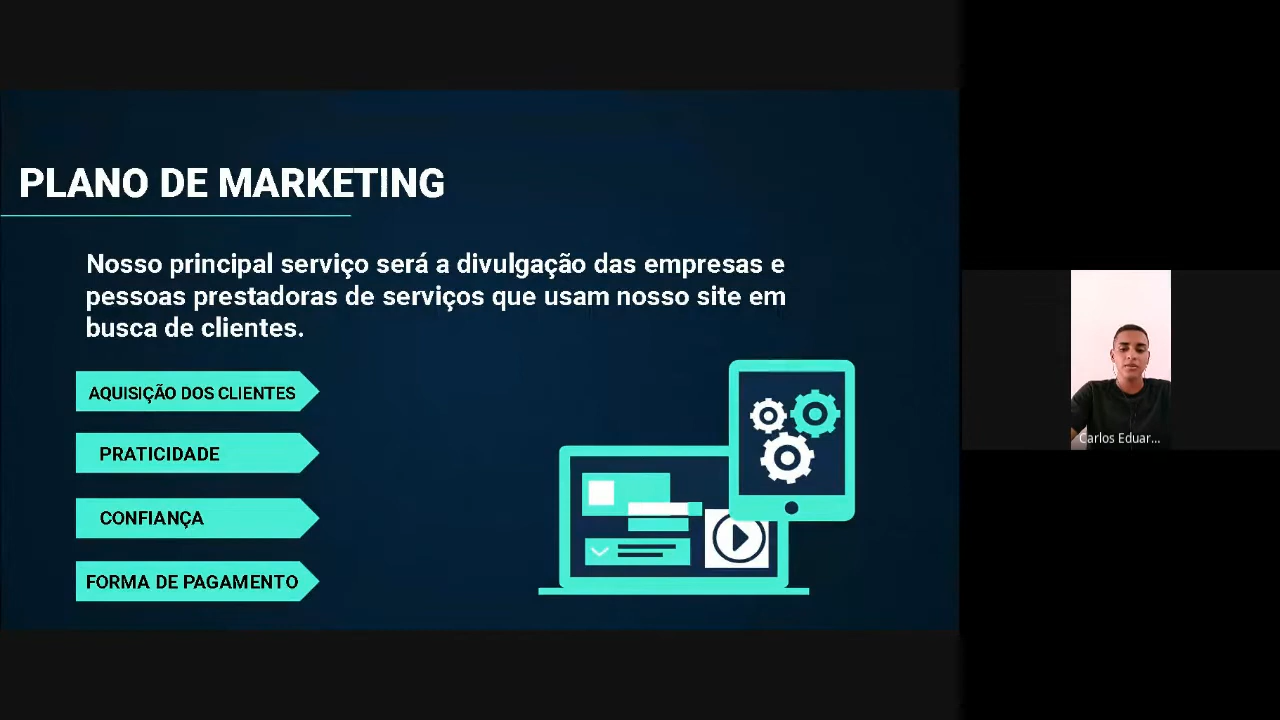 PLANO DE MARKETING
Nosso principal serviço será a divulgação das empresas e
pessoas prestadoras de serviços que usam nosso site em
busca de clientes.
AQUISIÇÃO DOS CLIENTES
PRATICIDADE
CONFIANÇA
FORMA DE PAGAMENTO
Carlos Eduar...